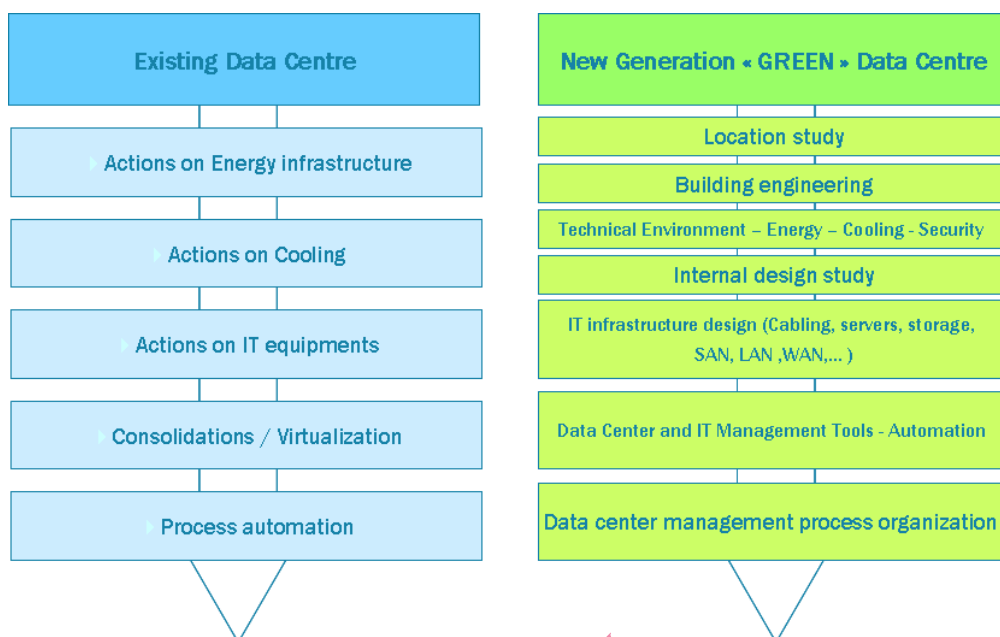 Existing Data Centre
Actions on Energy infrastructure
Actions on Cooling
Actions on IT equipments
Consolidations / Virtualization
Process automation
New Generation « GREEN » Data Centre
Location study
Building engineering
Technical Environment – Energy – Cooling - Security
Internal design study
IT infrastructure design (Cabling, servers, storage,
SAN, LAN ,WAN,... )
Data Center and IT Management Tools - Automation
Data center management process organization